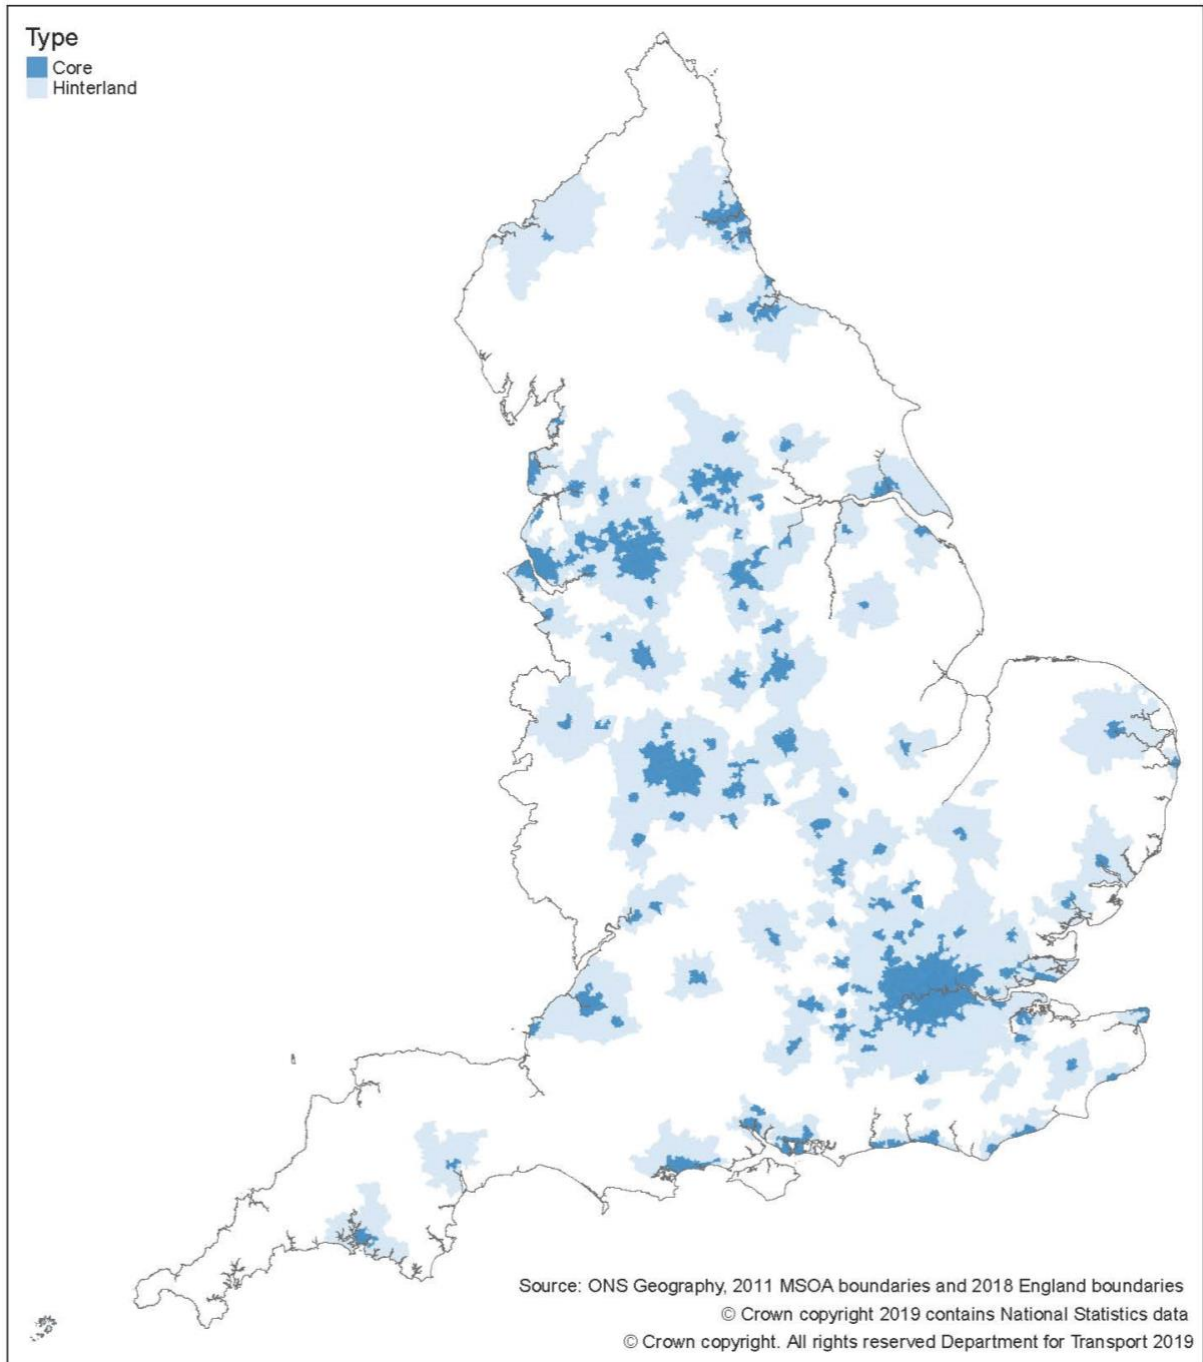 Type
Core
Hinterland
Source: ONS Geography, 2011 MSOA boundaries and 2018 England boundaries
© Crown copyright 2019 contains National Statistics data
© Crown copyright. All rights reserved Department for Transport 2019